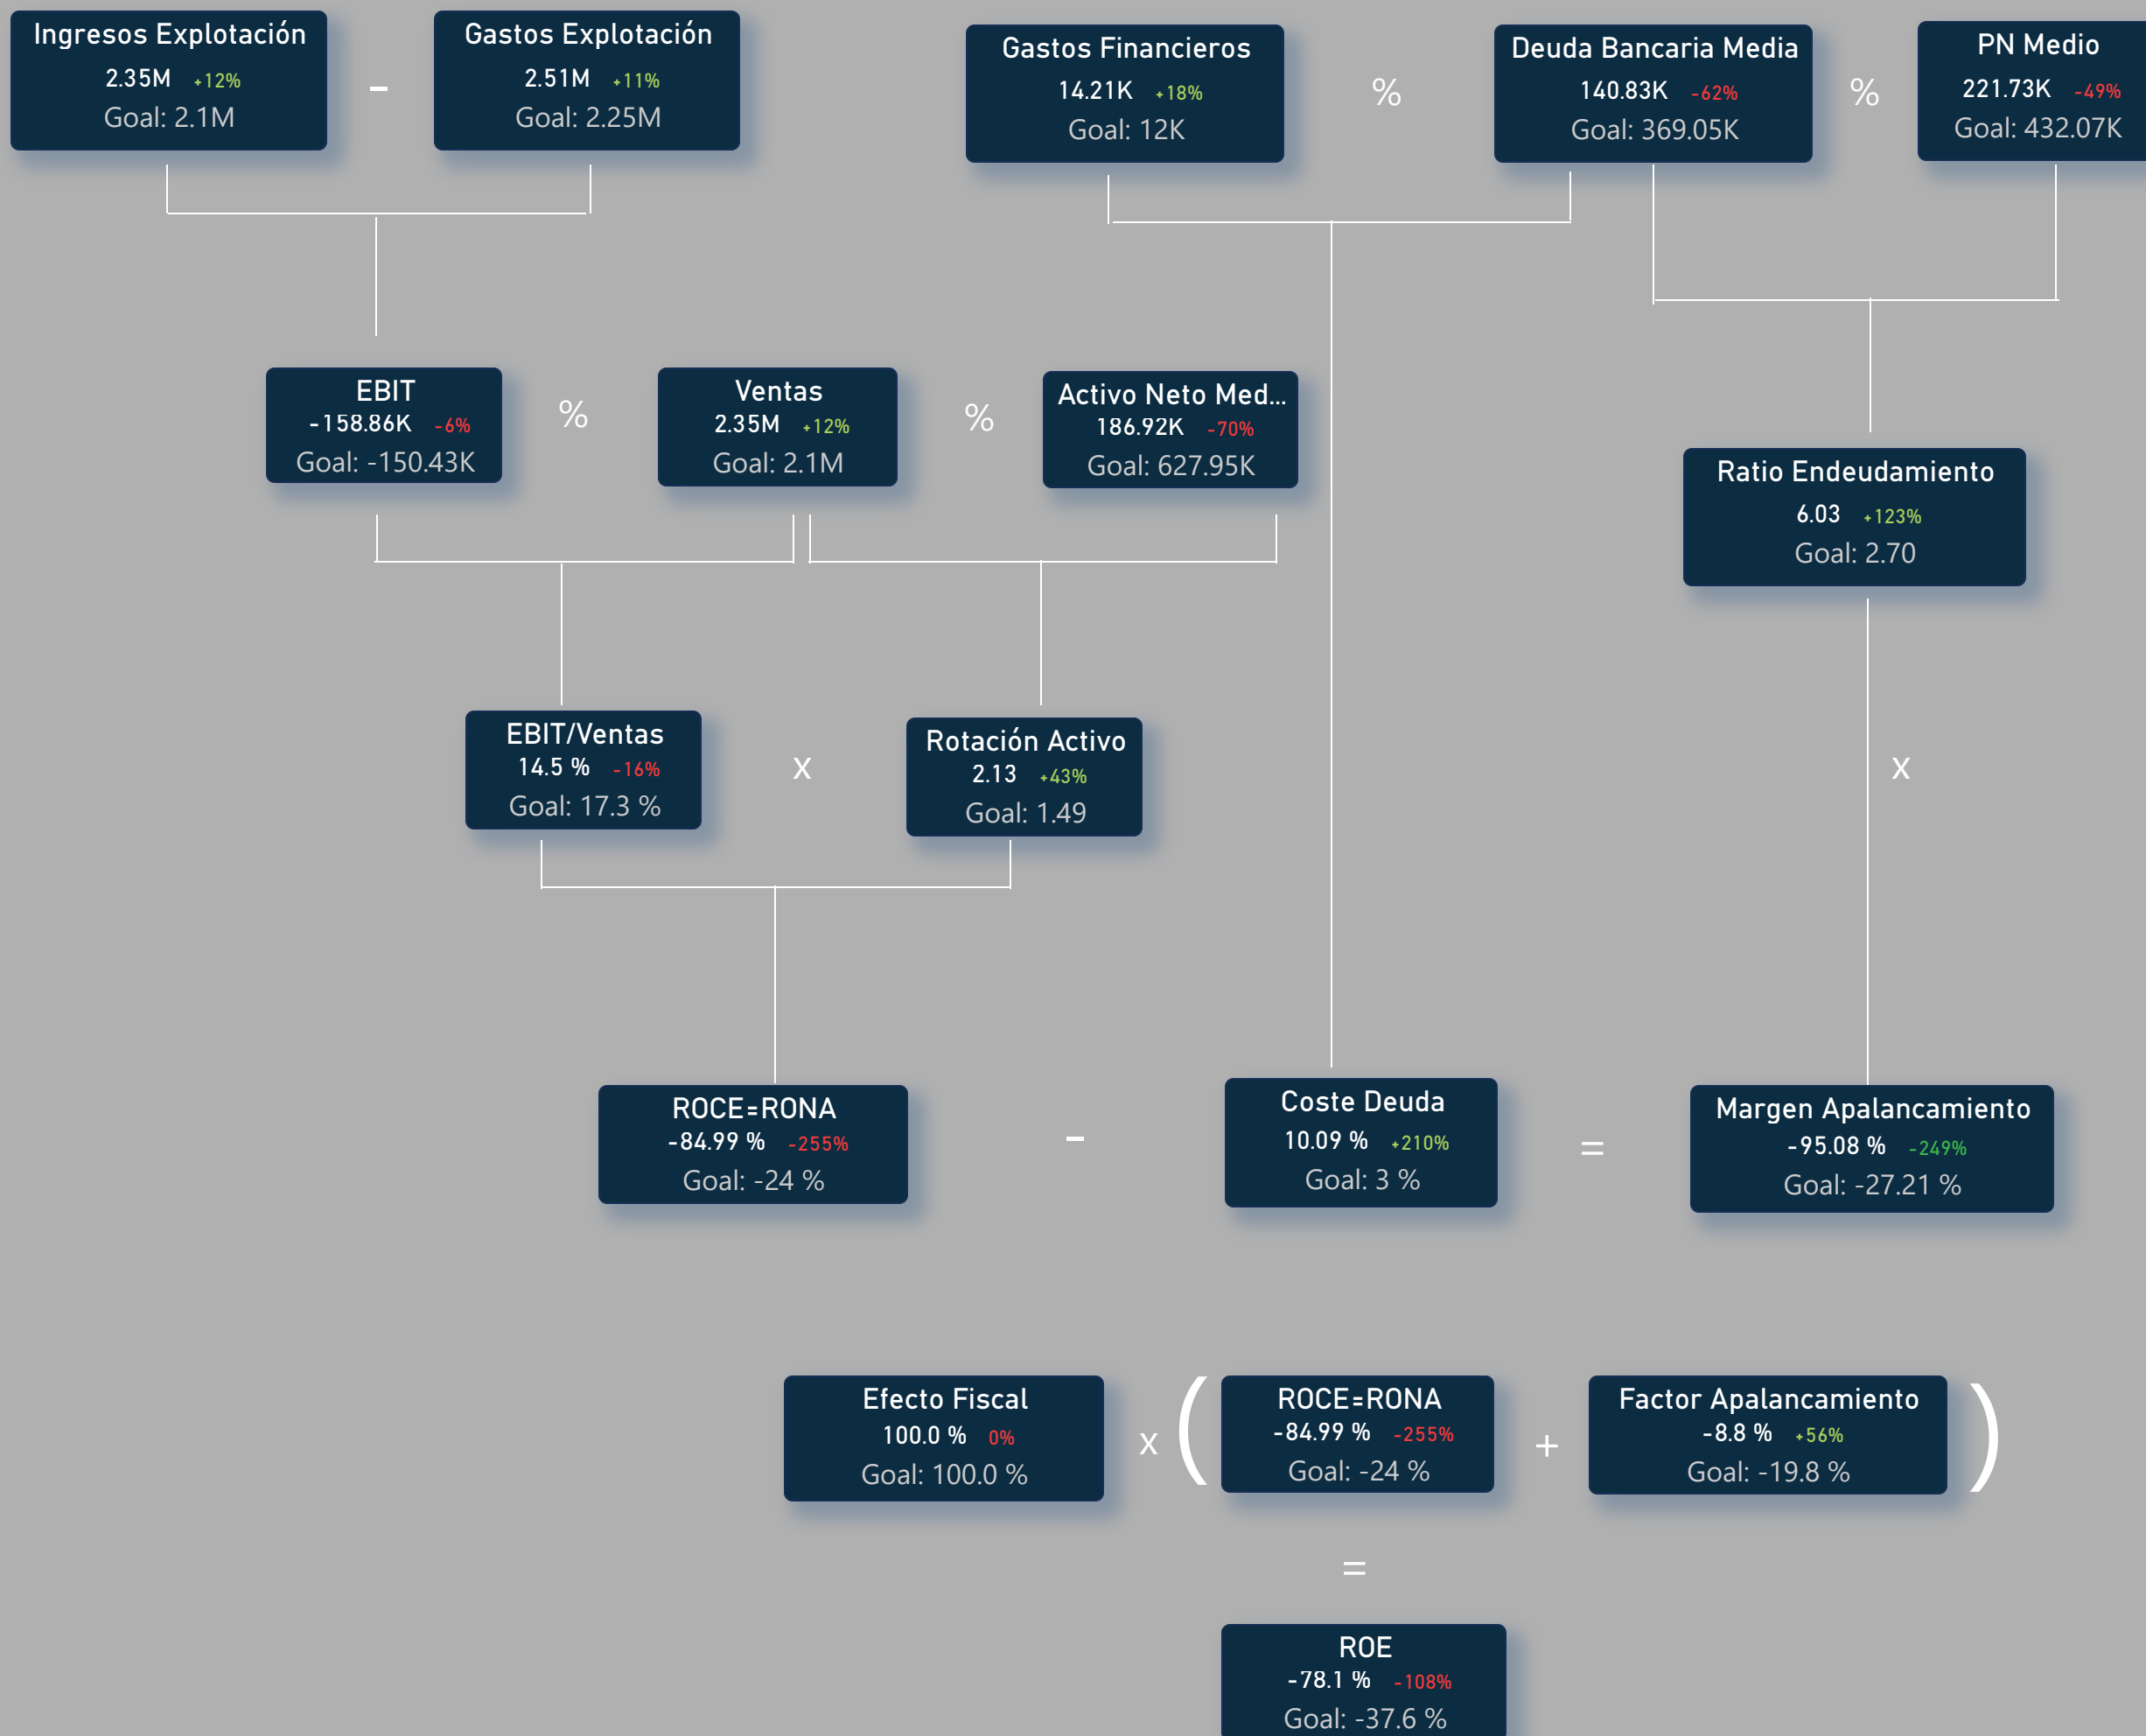 Ingresos Explotación
2.35M +12%
Goal: 2.1M
-
Gastos Explotación
2.51M +11%
Goal: 2.25M
Gastos Financieros
14.21K +18%
Goal: 12K
%
Deuda Bancaria Media
140.83K -62%
Goal: 369.05K
%
PN Medio
221.73K -49%
Goal: 432.07K
EBIT
-158.86K -6%
Goal: -150.43K
%
Ventas
2.35M +12%
Goal: 2.1M
%
Activo Neto Med...
186.92K -70%
Goal: 627.95K
Ratio Endeudamiento
6.03 +123%
Goal: 2.70
EBIT/Ventas
14.5 % -16%
Goal: 17.3 %
x
Rotación Activo
2.13 +43%
Goal: 1.49
x
ROCE=RONA
-84.99 % -255%
Goal: -24 %
-
Coste Deuda
10.09 % +210%
Goal: 3 %
=
Margen Apalancamiento
-95.08 % -249%
Goal: -27.21 %
Efecto Fiscal
100.0 % 0%
Goal: 100.0 %
x
(
ROCE=RONA
-84.99 % -255%
Goal: -24 %
+
Factor Apalancamiento
-8.8 % +56%
Goal: -19.8 %
)
=
ROE
-78.1 % -108%
Goal: -37.6 %